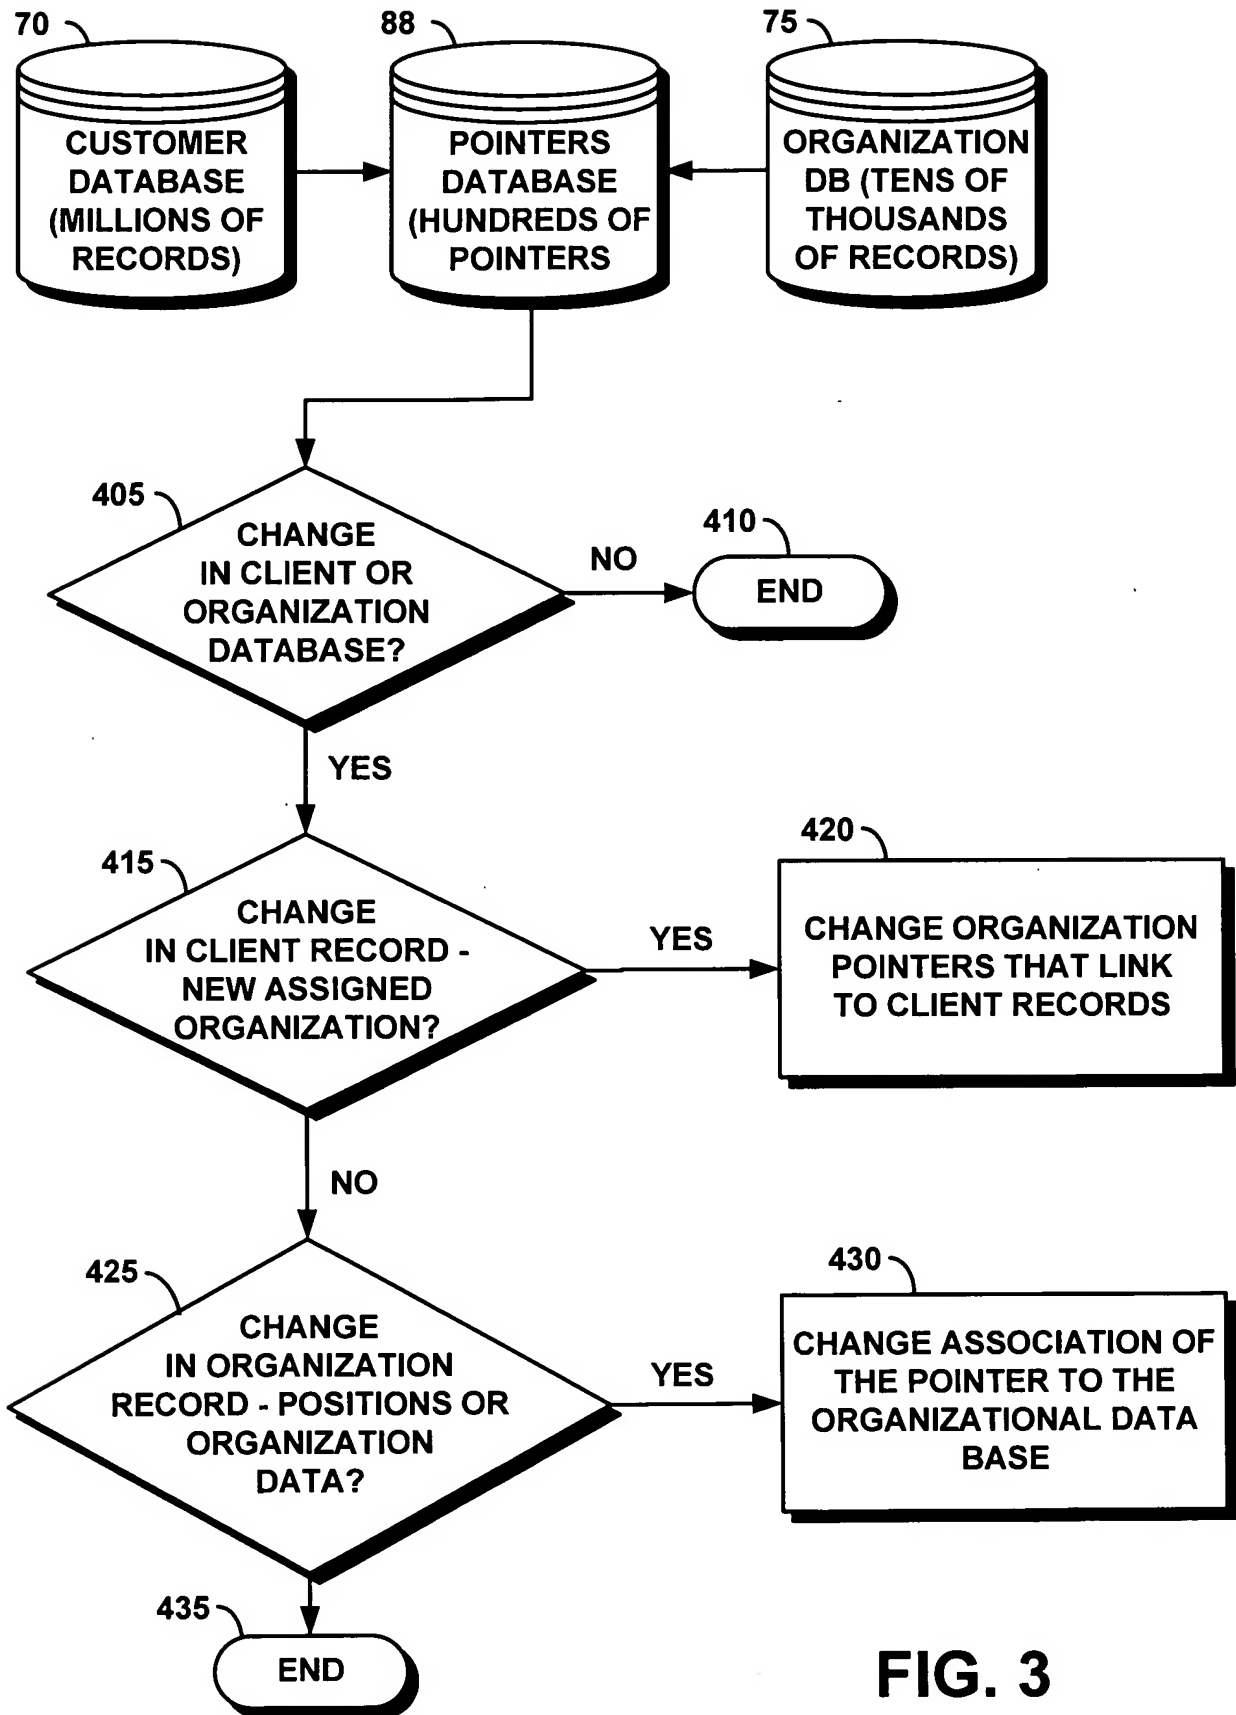 70
88
75
CUSTOMER
DATABASE
(MILLIONS OF
RECORDS)
POINTERS
DATABASE
(HUNDREDS OF
POINTERS
ORGANIZATION
DB (TENS OF
THOUSANDS
OF RECORDS)
405
CHANGE
IN CLIENT OR
ORGANIZATION
DATABASE?
NO
410
END
YES
415
CHANGE
IN CLIENT RECORD -
NEW ASSIGNED
ORGANIZATION?
YES
420
CHANGE ORGANIZATION
POINTERS THAT LINK
TO CLIENT RECORDS
NO
425
CHANGE
IN ORGANIZATION
RECORD - POSITIONS OR
ORGANIZATION
DATA?
YES
430
CHANGE ASSOCIATION OF
THE POINTER TO THE
ORGANIZATIONAL DATA
BASE
435
END
FIG. 3